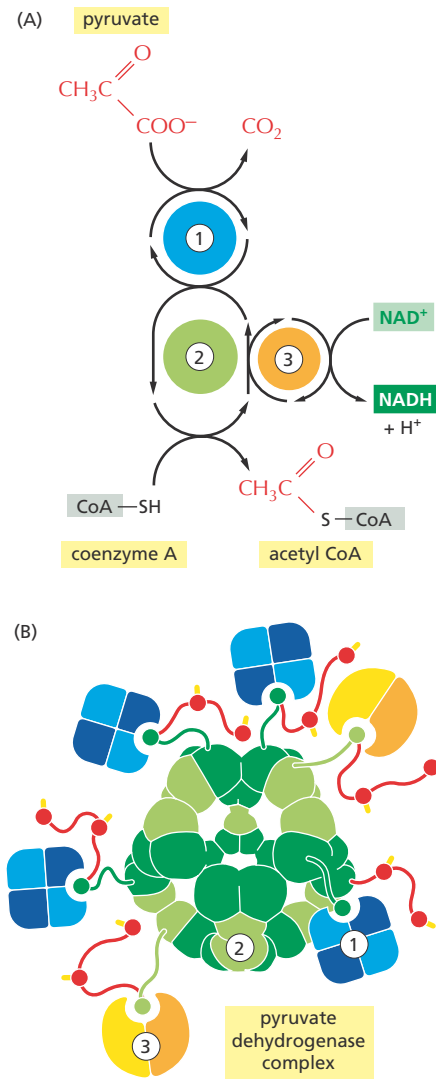 (A)
pyruvate
O
CH₃C
COO⁻
CO₂
1
2
3
NAD⁺
NADH
+ H⁺
O
CH₃C
CoA SH
S CoA
coenzyme A
acetyl CoA
(B)
2
1
3
pyruvate
dehydrogenase
complex